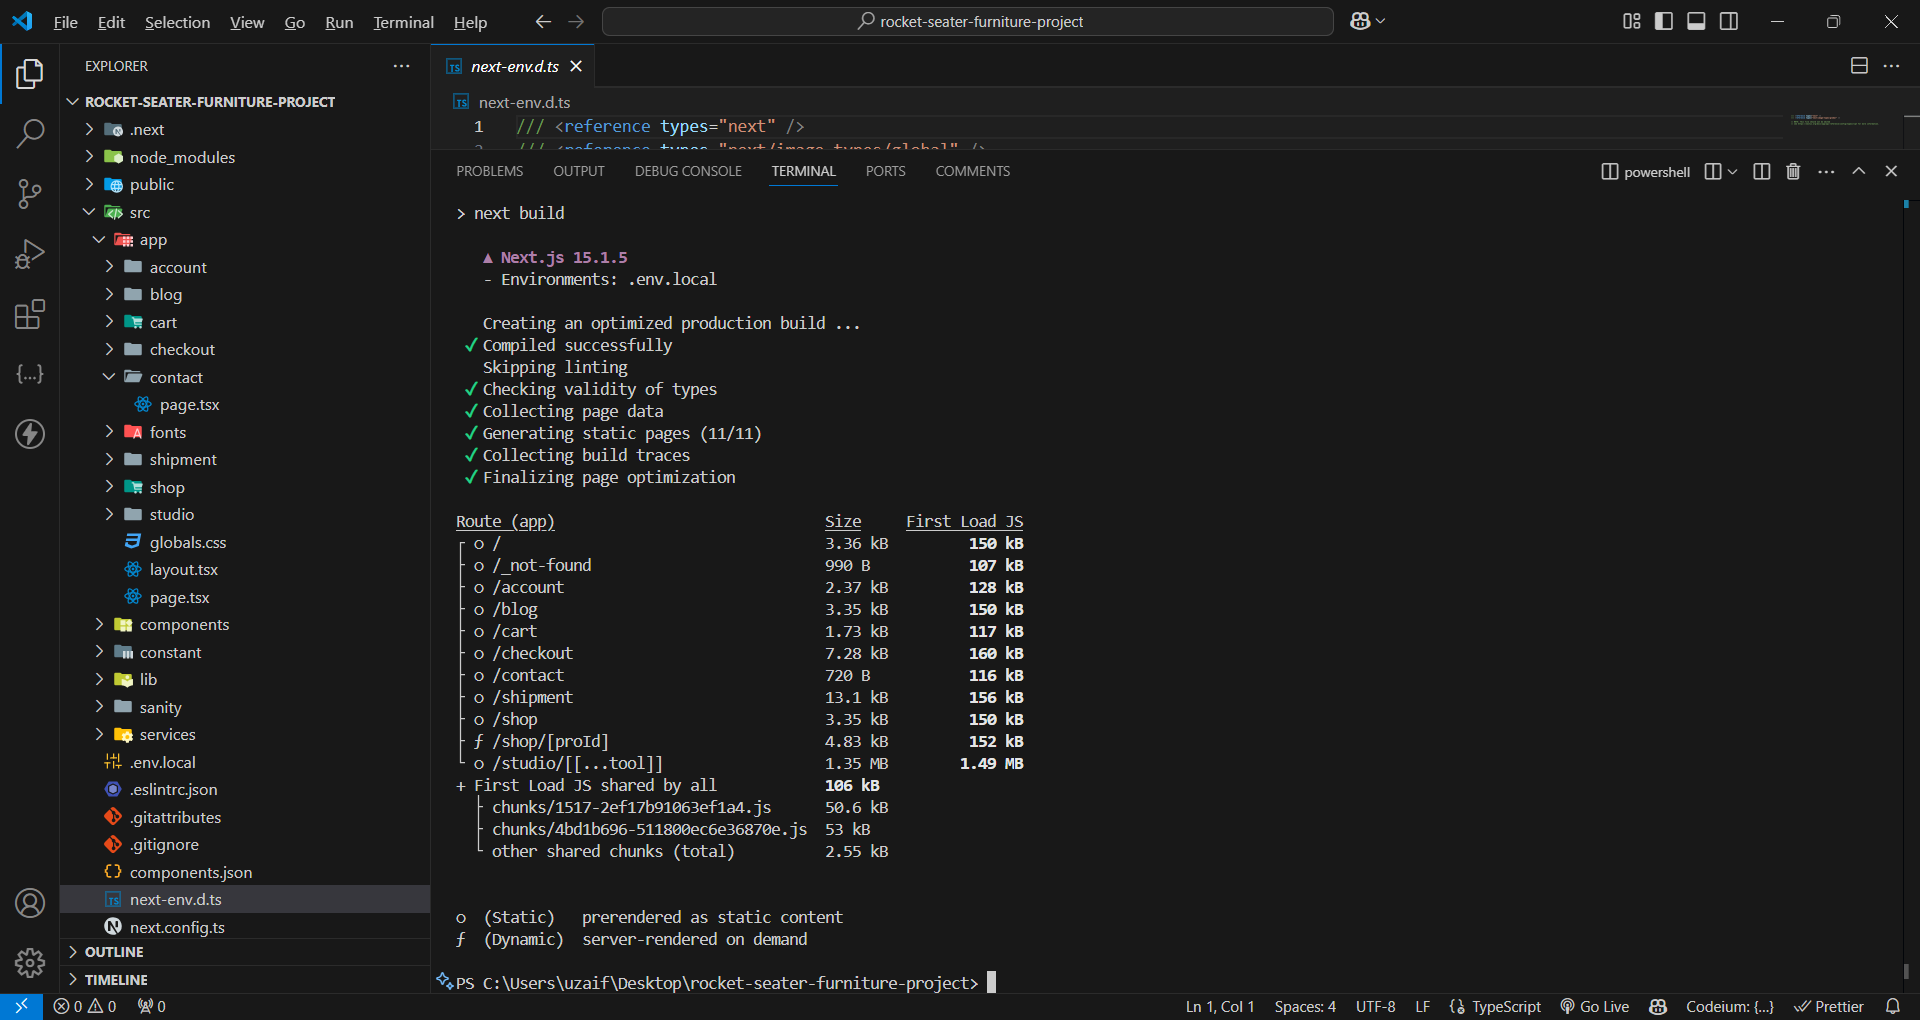 File Edit Selection View Go Run Terminal Help
rocket-seater-furniture-project
EXPLORER
ROCKET-SEATER-FURNITURE-PROJECT
.next
node_modules
public
src
app
account
blog
cart
checkout
contact
page.tsx
fonts
shipment
shop
studio
globals.css
layout.tsx
page.tsx
components
constant
lib
sanity
services
.env.local
.eslintrc.json
.gitattributes
.gitignore
components.json
next-env.d.ts
next.config.ts
OUTLINE
TIMELINE
next-env.d.ts
next-env.d.ts
1 /// <reference types="next" />
/// <reference types="next/image-types/global" />
PROBLEMS OUTPUT DEBUG CONSOLE TERMINAL PORTS COMMENTS
powershell
> next build
▲ Next.js 15.1.5
- Environments: .env.local
Creating an optimized production build ...
✓ Compiled successfully
Skipping linting
✓ Checking validity of types
✓ Collecting page data
✓ Generating static pages (11/11)
✓ Collecting build traces
✓ Finalizing page optimization
Route (app) Size First Load JS
┌ ○ / 3.36 kB 150 kB
├ ○ /_not-found 990 B 107 kB
├ ○ /account 2.37 kB 128 kB
├ ○ /blog 3.35 kB 150 kB
├ ○ /cart 1.73 kB 117 kB
├ ○ /checkout 7.28 kB 160 kB
├ ○ /contact 720 B 116 kB
├ ○ /shipment 13.1 kB 156 kB
├ ○ /shop 3.35 kB 150 kB
├ ƒ /shop/[proId] 4.83 kB 152 kB
└ ○ /studio/[[...tool]] 1.35 MB 1.49 MB
+ First Load JS shared by all 106 kB
├ chunks/1517-2ef17b91063ef1a4.js 50.6 kB
├ chunks/4bd1b696-511800ec6e36870e.js 53 kB
└ other shared chunks (total) 2.55 kB
○ (Static) prerendered as static content
ƒ (Dynamic) server-rendered on demand
PS C:\Users\uzaif\Desktop\rocket-seater-furniture-project>
0 0 0 Ln 1, Col 1 Spaces: 4 UTF-8 LF TypeScript Go Live Codeium: {...} Prettier